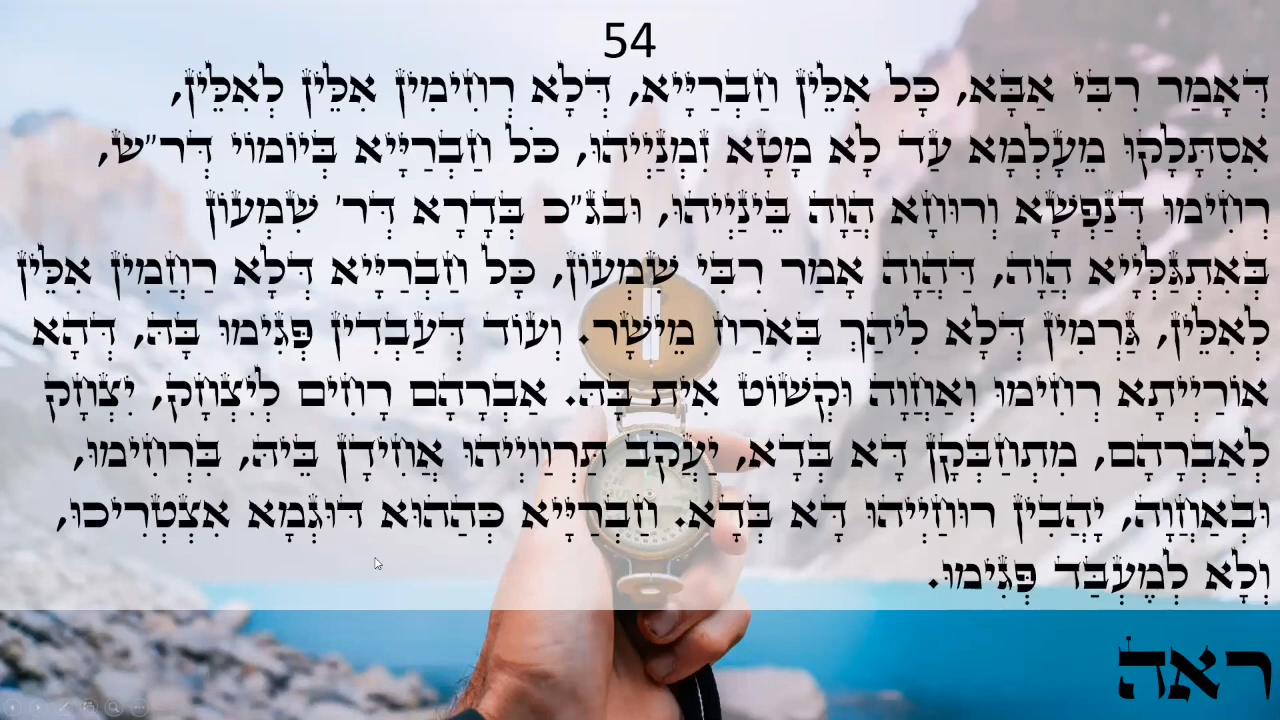 54
דְּאָמַר רִבִּי אַבָּא, כָּל אִלֵּין חַבְרַיָּיא, דְּלָא רְחִימִין אִלֵּין לְאִלֵּין,
אִסְתָּלָקוּ מֵעָלְמָא עַד לָא מָטָא זִמְנַיְיהוּ, כֹּל חַבְרַיָּיא בְּיוֹמוֹי דְּר״שׁ,
רְחִימוּ דְּנַפְשָׁא וְרוּחָא הֲוָה בֵּינַיְיהוּ, וּבג״כ בְּדָרָא דְּר׳ שִׁמְעוֹן
בְּאִתְגַּלְּיָיא הֲוָה, דַּהֲוָה אָמַר רִבִּי שִׁמְעוֹן, כָּל חַבְרַיָּיא דְּלָא רַחֲמִין אִלֵּין
לְאִלֵּין, גַּרְמִין דְּלָא לִיהַךְ בְּאֹרַח מֵישָׁר. וְעוֹד דְּעַבְדִין פְּגִימוּ בָּהּ, דְּהָא
אוֹרַיְיתָא רְחִימוּ וְאַחֲוָה וּקְשׁוֹט אִית בָּהּ. אַבְרָהָם רָחִים לְיִצְחָק, יִצְחָק
לְאַבְרָהָם, מִתְחַבְּקָן דָּא בְּדָא, יַעֲקֹב תַּרְוַויְיהוּ אֲחִידָן בֵּיהּ, בִּרְחִימוּ,
וּבְאַחֲוָה, יָהֲבִין רוּחַיְיהוּ דָּא בְּדָא. חַבְרַיָּיא כְּהַהוּא דּוּגְמָא אִצְטְרִיכוּ,
וְלָא לְמֶעְבַּד פְּגִימוּ.
ראה